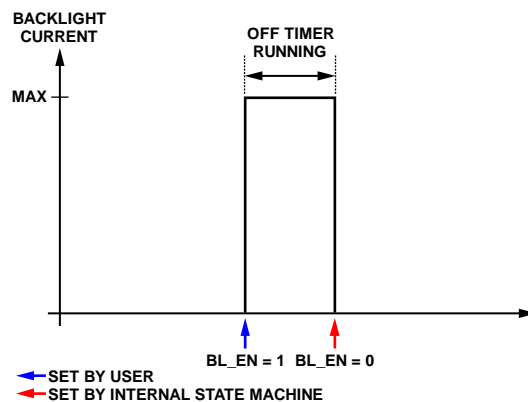 BACKLIGHT
CURRENT
OFF TIMER
RUNNING
MAX
BL_EN = 1 BL_EN = 0
SET BY USER
SET BY INTERNAL STATE MACHINE